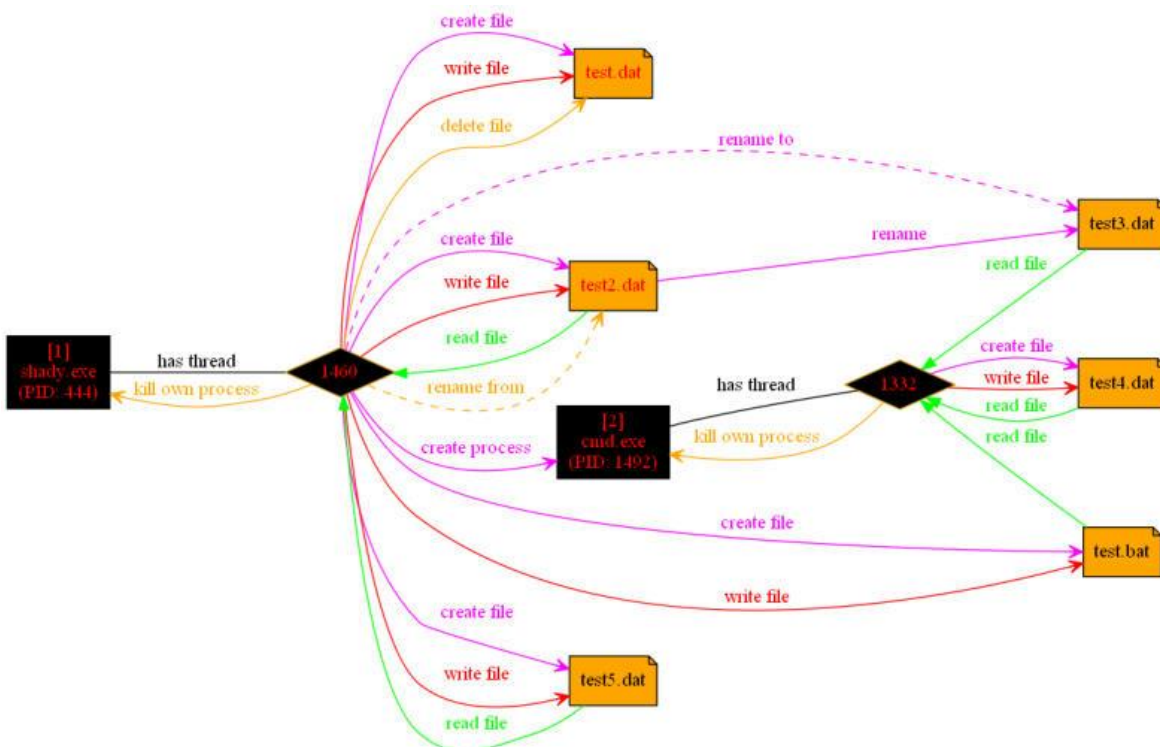 create file
write file
test.dat
delete file
rename to
test3.dat
rename
create file
read file
write file
test2.dat
read file
[1]
shady.exe
(PID: 444)
has thread
kill own process
1460
rename from
create file
has thread
1332
write file
test4.dat
read file
read file
[2]
cmd.exe
(PID: 1492)
kill own process
create process
create file
test.bat
write file
create file
write file
test5.dat
read file